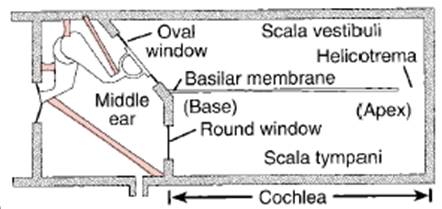 Oval
window
Scala vestibuli
Helicotrema
Basilar membrane
Middle
ear
(Base)
(Apex)
Round window
Scala tympani
Cochlea